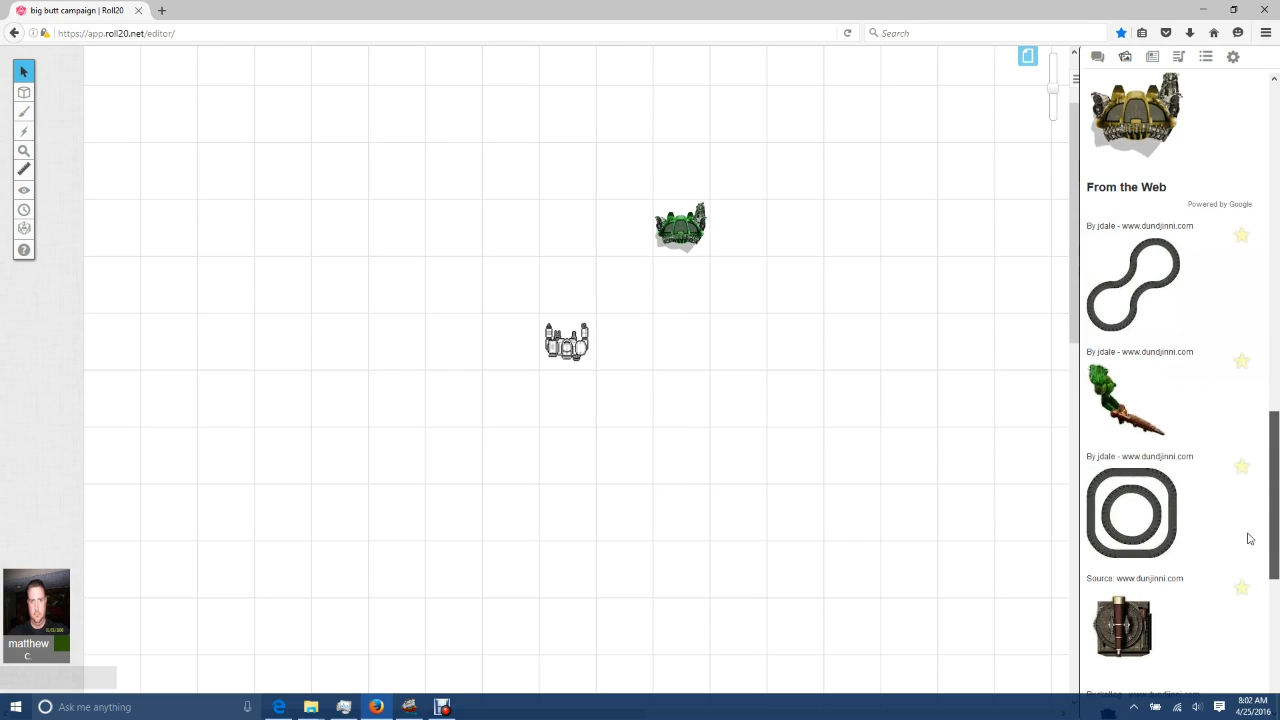 big butt campaign | Roll20
https://app.roll20.net/editor/
Search
From the Web
Powered by Google
By jdale - www.dundjinni.com
By jdale - www.dundjinni.com
By jdale - www.dundjinni.com
Source: www.dunjinni.com
matthew
C.
Ask me anything
8:02 AM
4/25/2016